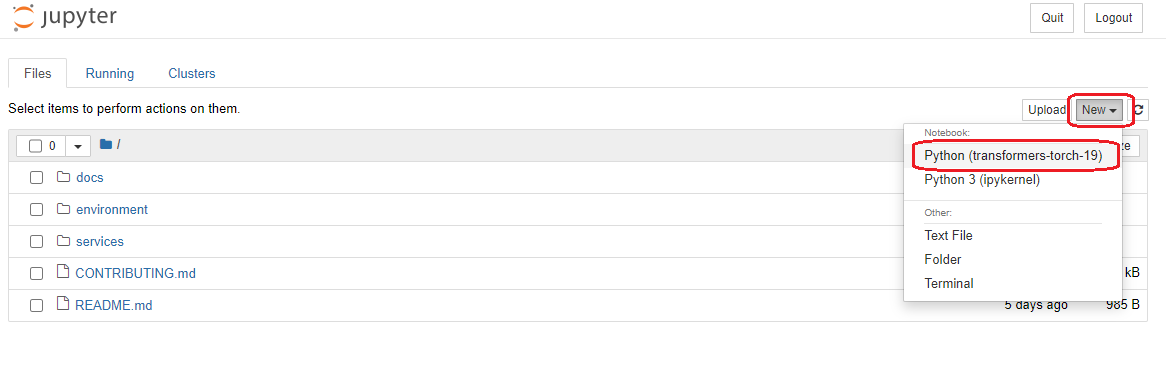 jupyter
Quit Logout
Files Running Clusters
Select items to perform actions on them.
Upload New
0 /
Notebook:
Python (transformers-torch-19)
Python 3 (ipykernel)
Other:
Text File
Folder
Terminal
docs
environment
services
CONTRIBUTING.md kB
README.md 5 days ago 985 B